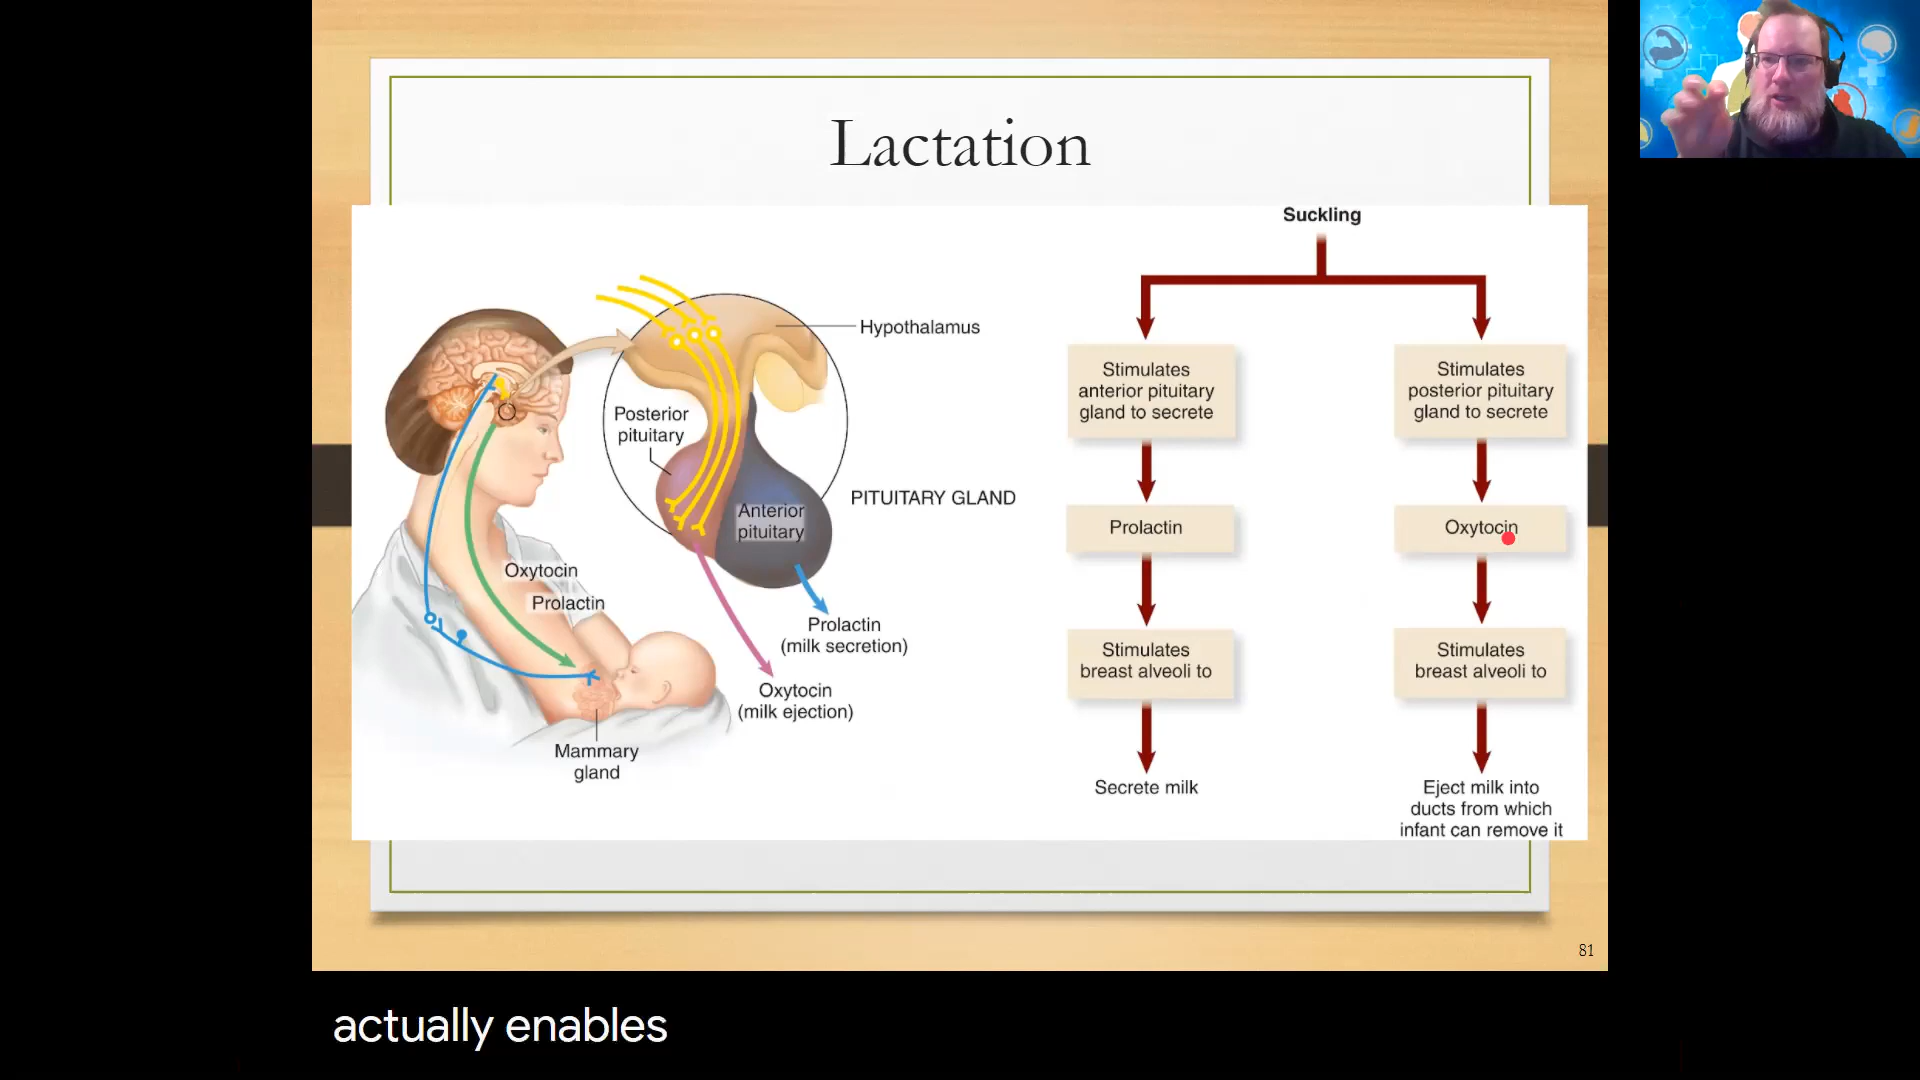 Lactation
Suckling
Hypothalamus
Posterior
pituitary
PITUITARY GLAND
Anterior
pituitary
Oxytocin
Prolactin
Prolactin
(milk secretion)
Oxytocin
(milk ejection)
Mammary
gland
Stimulates
anterior pituitary
gland to secrete
Prolactin
Stimulates
breast alveoli to
Secrete milk
Stimulates
posterior pituitary
gland to secrete
Oxytocin
Stimulates
breast alveoli to
Eject milk into
ducts from which
infant can remove it
81
actually enables